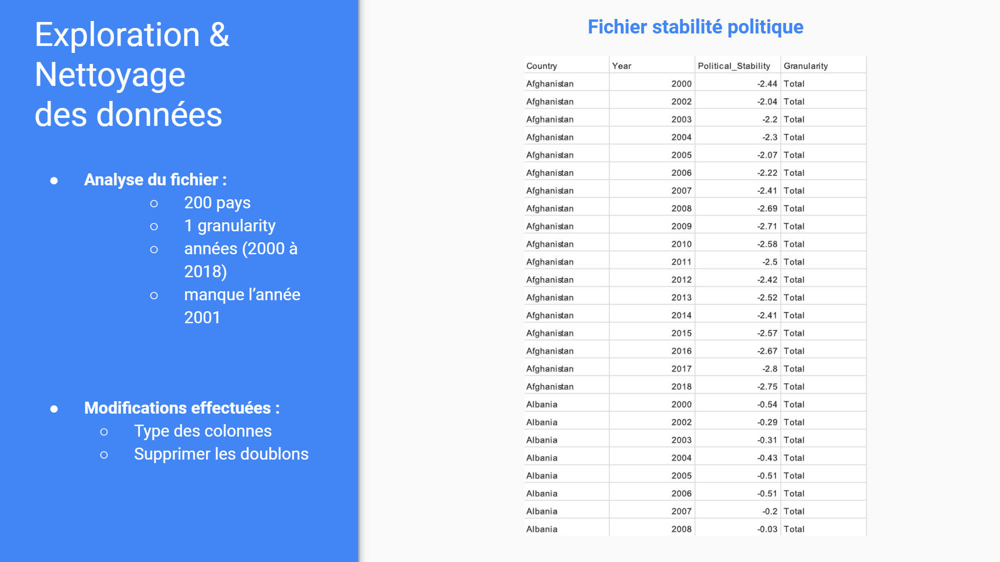 Exploration &
Nettoyage
des données
● Analyse du fichier :
○ 200 pays
○ 1 granularity
○ années (2000 à
2018)
○ manque l’année
2001
● Modifications effectuées :
○ Type des colonnes
○ Supprimer les doublons
Fichier stabilité politique
Country Year Political_Stability Granularity
Afghanistan 2000 -2.44 Total
Afghanistan 2002 -2.04 Total
Afghanistan 2003 -2.2 Total
Afghanistan 2004 -2.3 Total
Afghanistan 2005 -2.07 Total
Afghanistan 2006 -2.22 Total
Afghanistan 2007 -2.41 Total
Afghanistan 2008 -2.69 Total
Afghanistan 2009 -2.71 Total
Afghanistan 2010 -2.58 Total
Afghanistan 2011 -2.5 Total
Afghanistan 2012 -2.42 Total
Afghanistan 2013 -2.52 Total
Afghanistan 2014 -2.41 Total
Afghanistan 2015 -2.57 Total
Afghanistan 2016 -2.67 Total
Afghanistan 2017 -2.8 Total
Afghanistan 2018 -2.75 Total
Albania 2000 -0.54 Total
Albania 2002 -0.29 Total
Albania 2003 -0.31 Total
Albania 2004 -0.43 Total
Albania 2005 -0.51 Total
Albania 2006 -0.51 Total
Albania 2007 -0.2 Total
Albania 2008 -0.03 Total